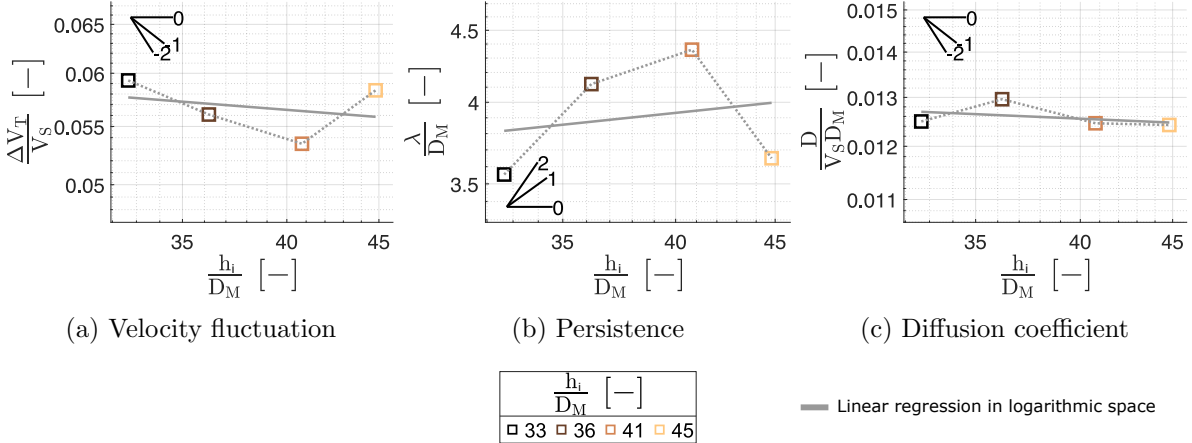 0.065
0.06
0.055
0.05
0
-1
-2
ΔV_T / V_S [−]
35 40 45
h_i / D_M [−]
(a) Velocity fluctuation
4.5
4
3.5
2
1
0
λ / D_M [−]
35 40 45
h_i / D_M [−]
(b) Persistence
0.015
0.014
0.013
0.012
0.011
0
-1
-2
D / V_S D_M [−]
35 40 45
h_i / D_M [−]
(c) Diffusion coefficient
h_i / D_M [−]
33 36 41 45
Linear regression in logarithmic space